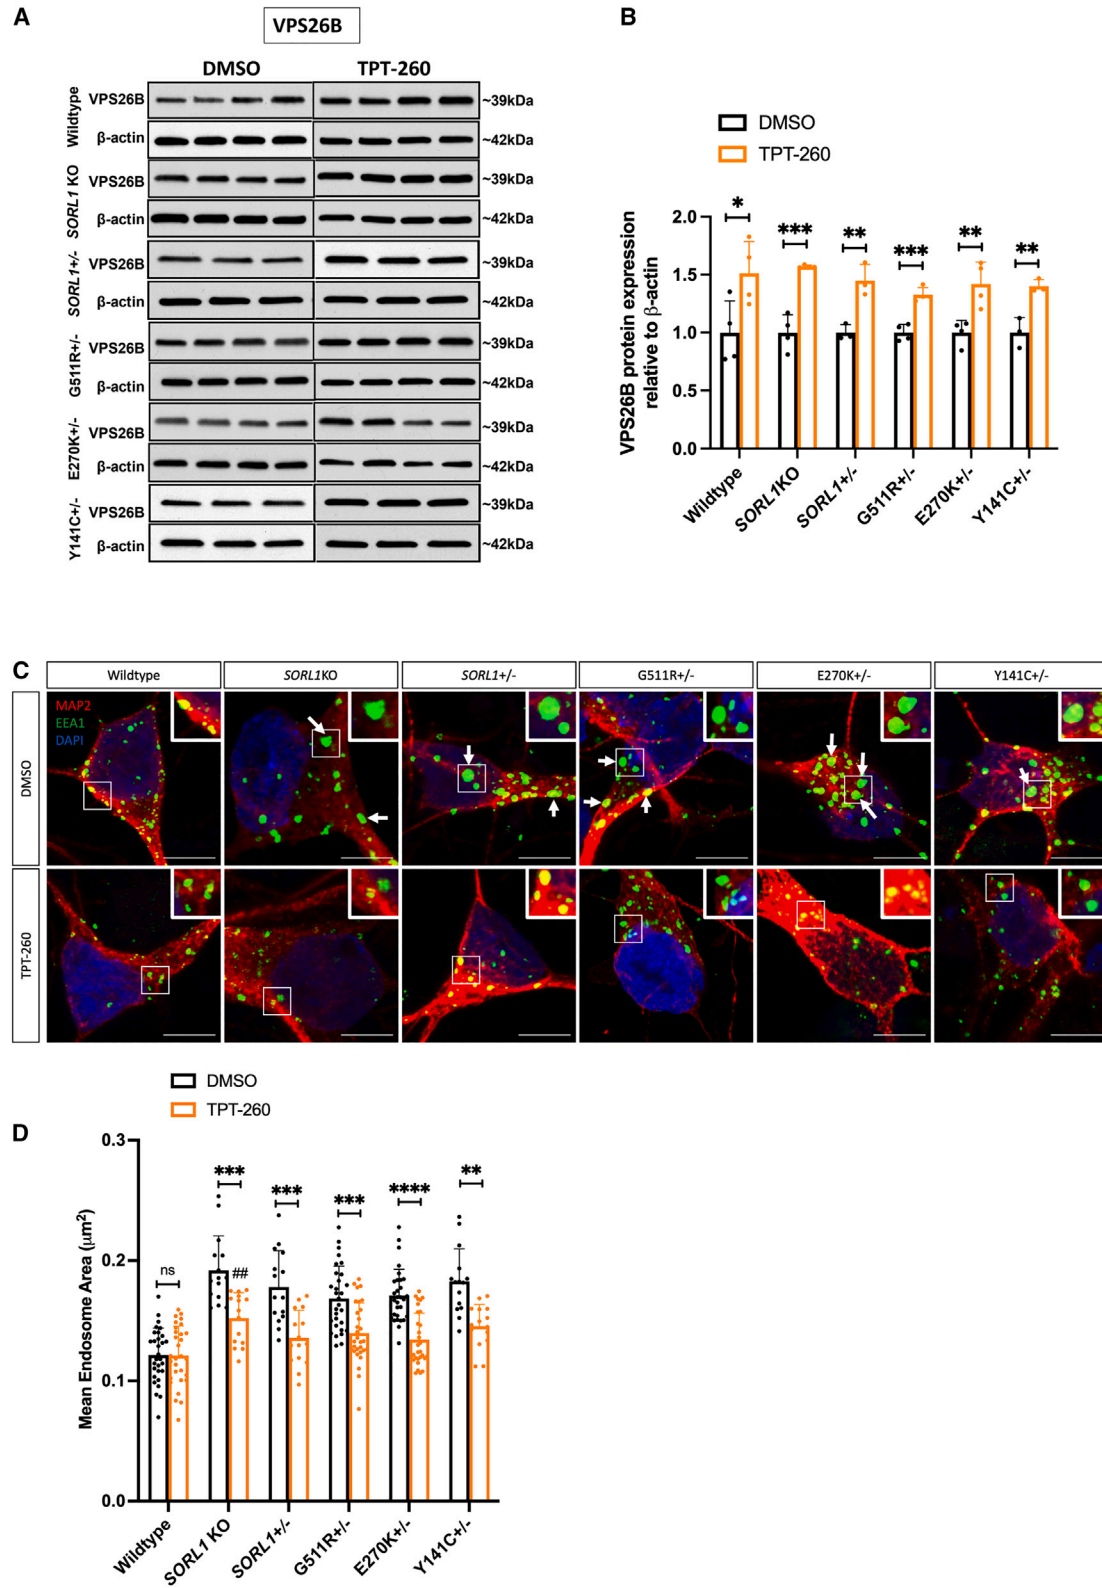 A
VPS26B
DMSO TPT-260
Wildtype
VPS26B ~39kDa
β-actin ~42kDa
SORL1 KO
VPS26B ~39kDa
β-actin ~42kDa
SORL1+/-
VPS26B ~39kDa
β-actin ~42kDa
G511R+/-
VPS26B ~39kDa
β-actin ~42kDa
E270K+/-
VPS26B ~39kDa
β-actin ~42kDa
Y141C+/-
VPS26B ~39kDa
β-actin ~42kDa
B
DMSO
TPT-260
VPS26B protein expression
relative to β-actin
2.0
1.5
1.0
0.5
0.0
* *** ** *** ** **
Wildtype
SORL1KO
SORL1+/-
G511R+/-
E270K+/-
Y141C+/-
C
Wildtype SORL1KO SORL1+/- G511R+/- E270K+/- Y141C+/-
MAP2
EEA1
DAPI
DMSO
TPT-260
DMSO
TPT-260
D
Mean Endosome Area (μm²)
0.3
0.2
0.1
0.0
ns *** *** *** **** **
##
Wildtype
SORL1 KO
SORL1+/-
G511R+/-
E270K+/-
Y141C+/-